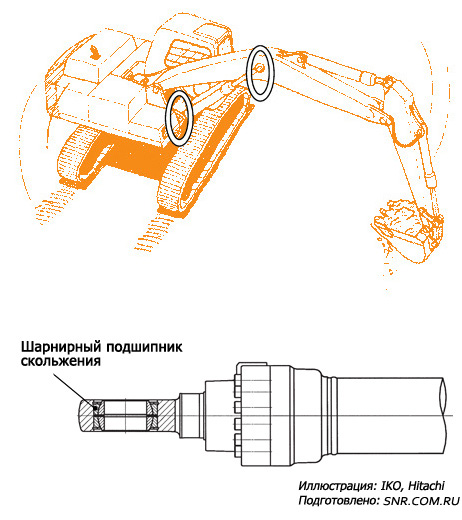 Шарнирный подшипник
скольжения
Иллюстрация: IKO, Hitachi
Подготовлено: SNR.COM.RU